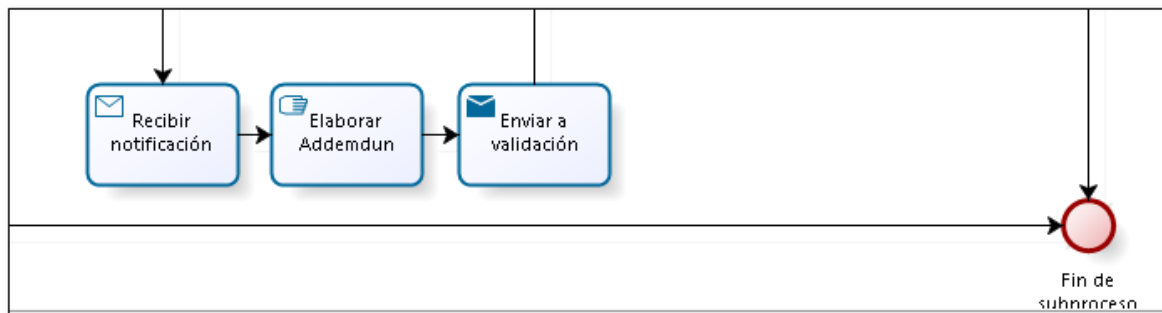 Recibir
notificación
Elaborar
Addemdun
Enviar a
validación
Fin de
subproceso